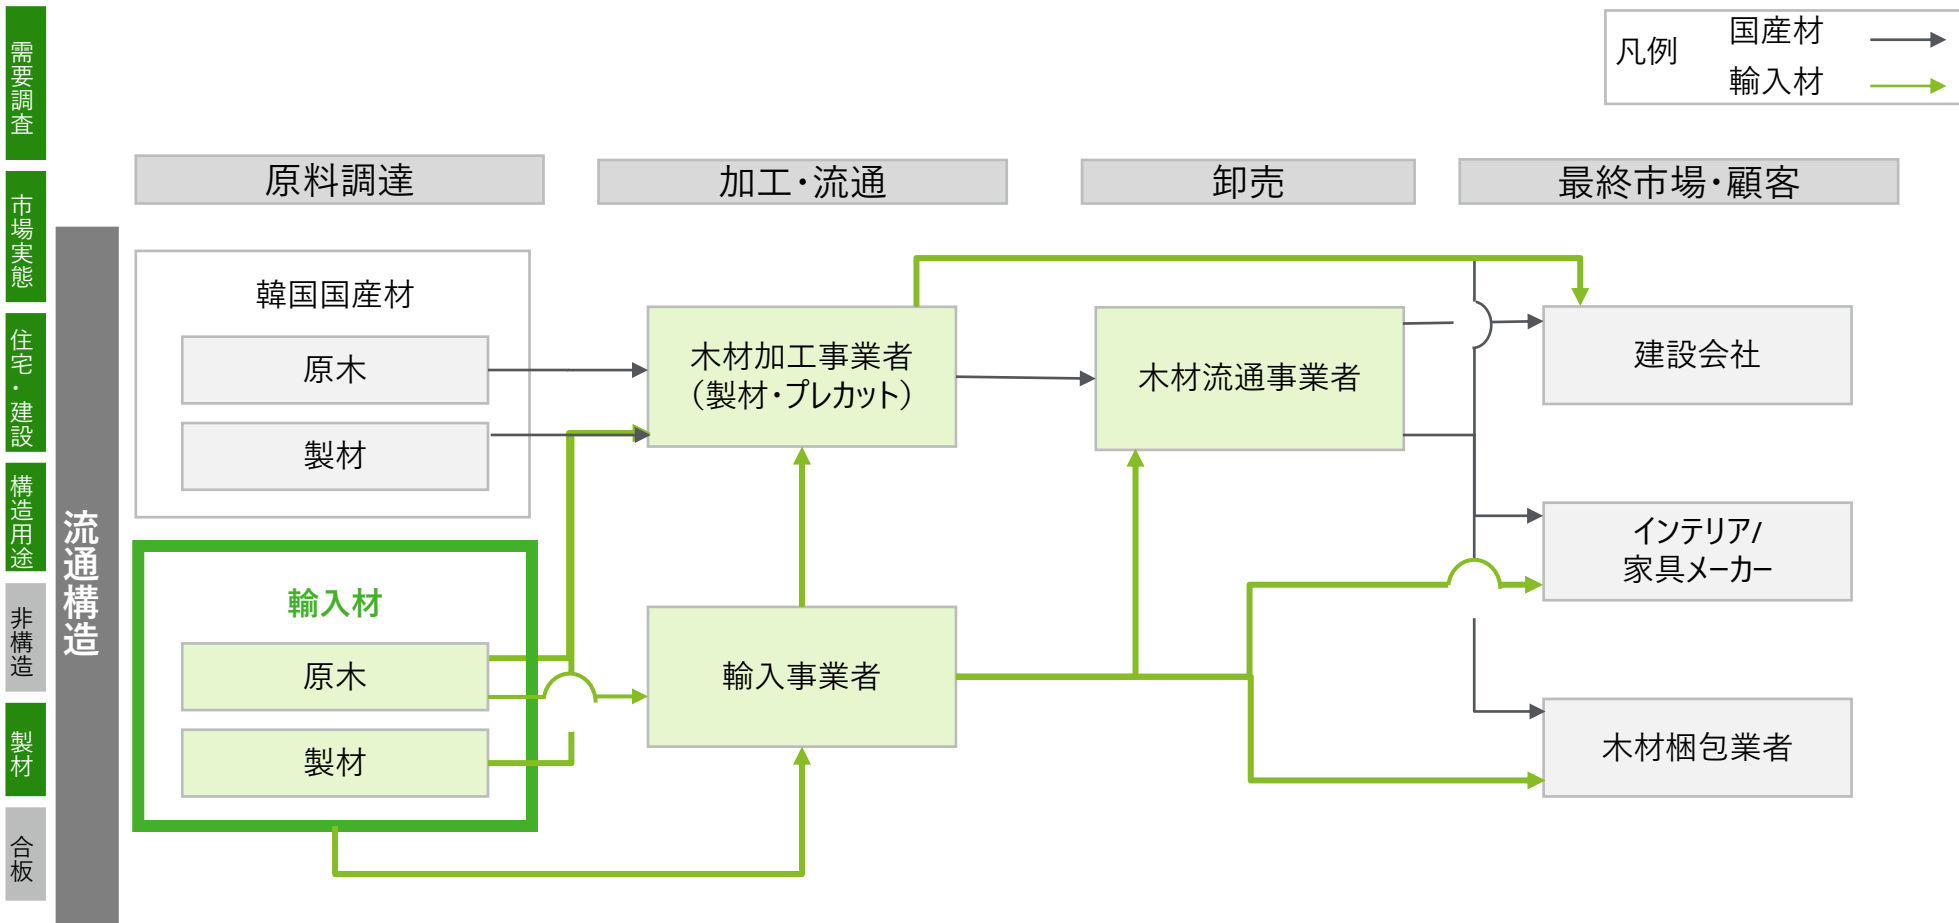 需要調査
市場実態
住宅・建設
構造用途
非構造
製材
合板
流通構造
凡例
国産材
輸入材
原料調達
加工・流通
卸売
最終市場・顧客
韓国国産材
原木
製材
輸入材
原木
製材
木材加工事業者
（製材・プレカット）
輸入事業者
木材流通事業者
建設会社
インテリア/
家具メーカー
木材梱包業者